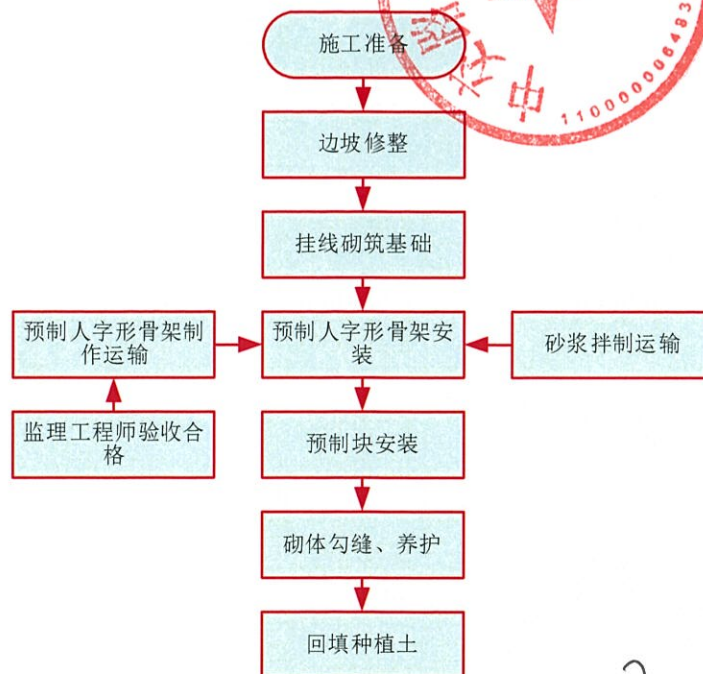 施工准备
边坡修整
挂线砌筑基础
预制人字形骨架制
作运输
预制人字形骨架安
装
砂浆拌制运输
监理工程师验收合
格
预制块安装
砌体勾缝、养护
回填种植土
中交
1100000006483